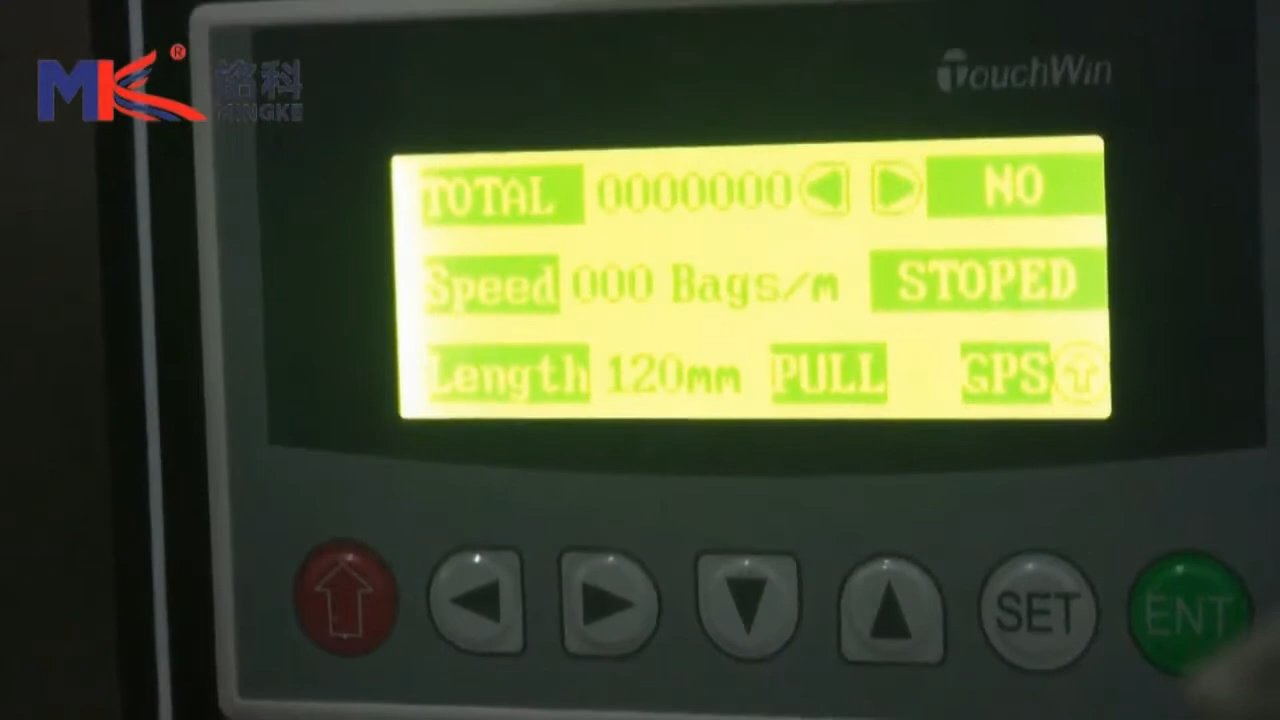 MK®
铭科
MINGKE
TouchWin
TOTAL 0000000 NO
Speed 000 Bags/m STOPED
Length 120mm PULL GPS
SET ENT